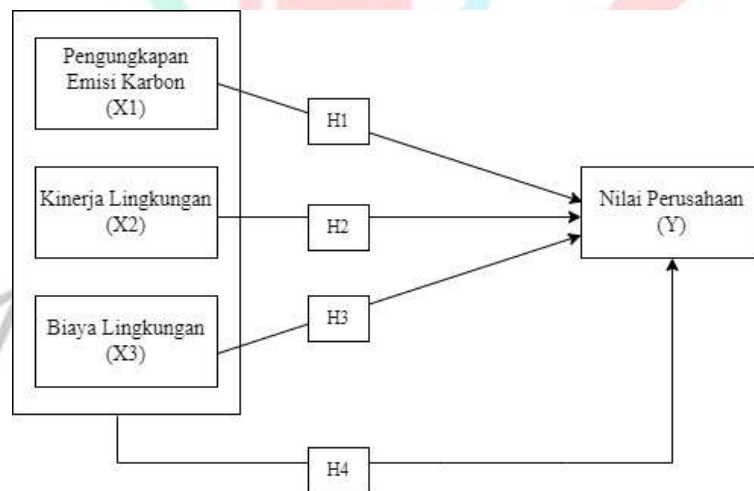 Pengungkapan
Emisi Karbon
(X1)
H1
Kinerja Lingkungan
(X2)
H2
Nilai Perusahaan
(Y)
Biaya Lingkungan
(X3)
H3
H4